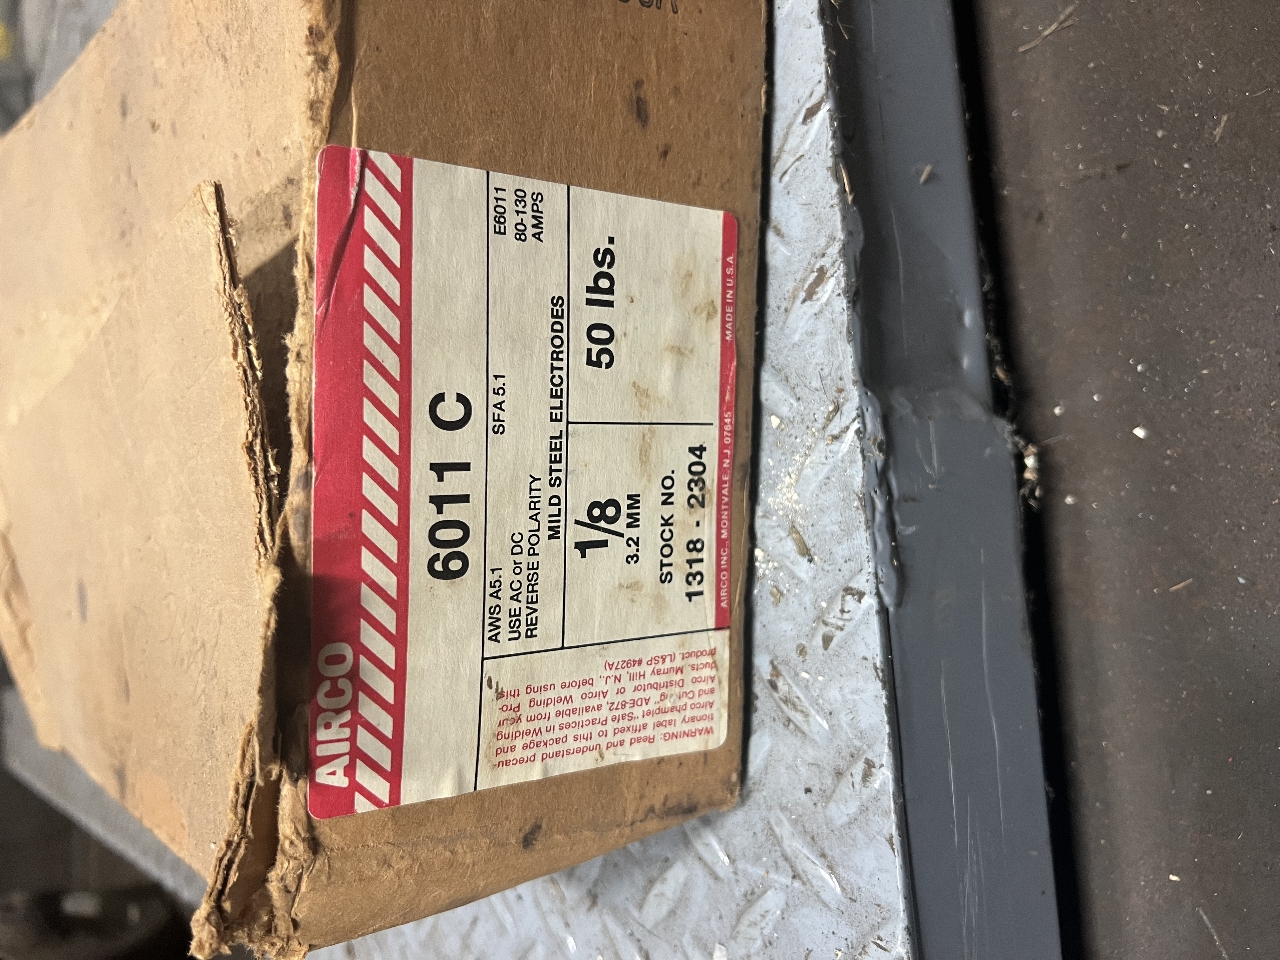 AIRCO
6011 C
AWS A5.1 SFA 5.1 E6011
USE AC or DC 80-130
REVERSE POLARITY AMPS
MILD STEEL ELECTRODES
1/8 50 lbs.
3.2 MM
STOCK NO.
1318 - 2304
AIRCO INC., MONTVALE, N.J. 07645 MADE IN U.S.A.
WARNING: Read and understand precau-
tionary label affixed to this package and
Airco phamplet "Safe Practices in Welding
and Cutting" ADE-872, available from your
Airco Distributor or Airco Welding Pro-
ducts, Murray Hill, N.J., before using this
product. (L&SP #4927A)